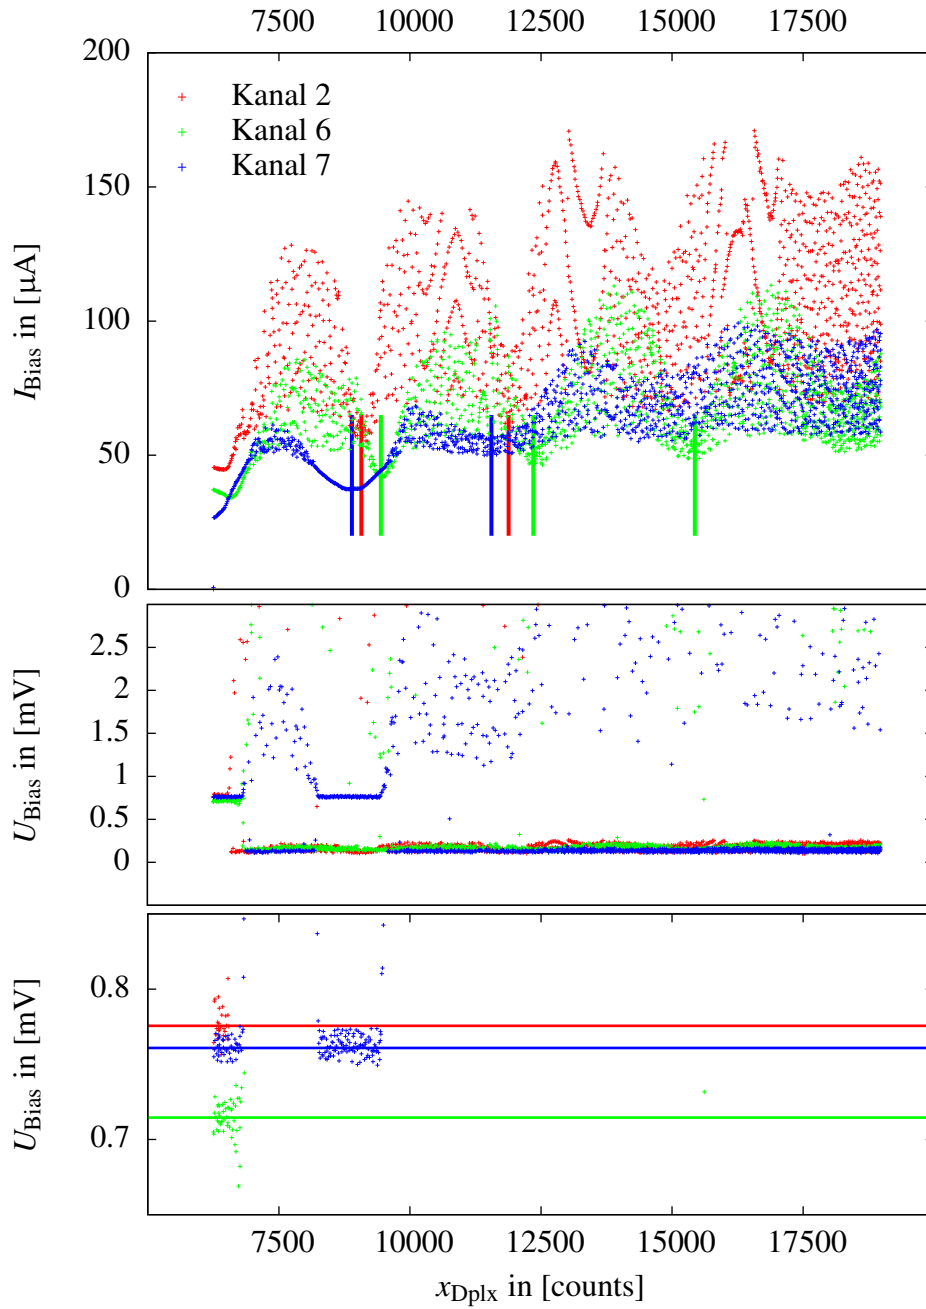 7500 10000 12500 15000 17500
200
150
100
50
0
I_Bias in [µA]
Kanal 2
Kanal 6
Kanal 7
2.5
2
1.5
1
0.5
0
U_Bias in [mV]
0.8
0.7
U_Bias in [mV]
7500 10000 12500 15000 17500
x_Dplx in [counts]